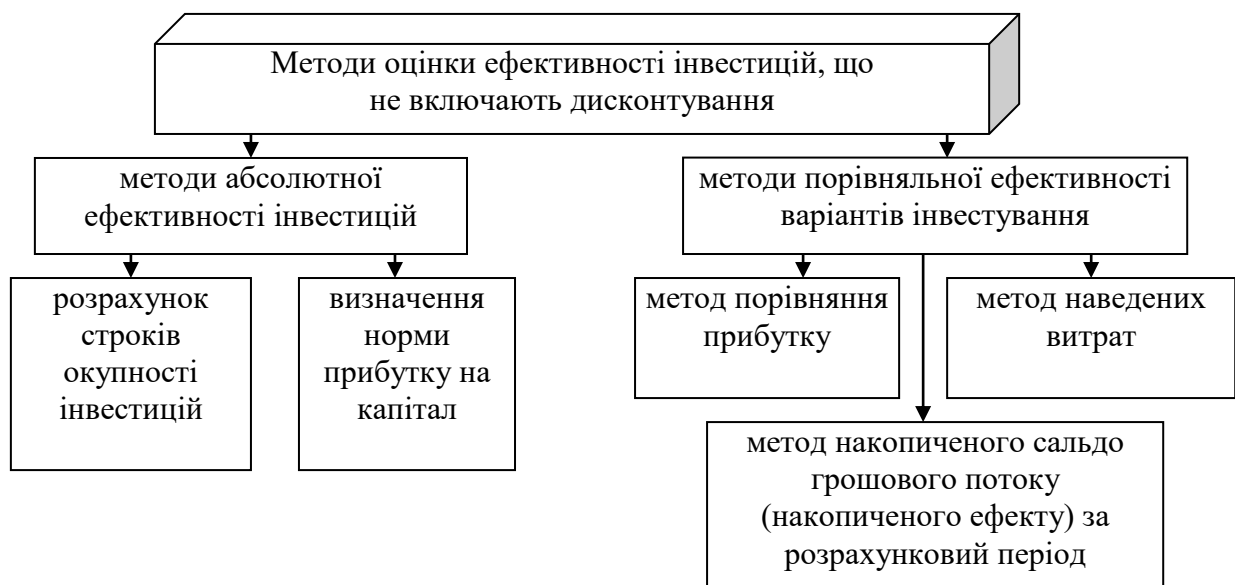 Методи оцінки ефективності інвестицій, що
не включають дисконтування
методи абсолютної
ефективності інвестицій
методи порівняльної ефективності
варіантів інвестування
розрахунок
строків
окупності
інвестицій
визначення
норми
прибутку на
капітал
метод порівняння
прибутку
метод наведених
витрат
метод накопиченого сальдо
грошового потоку
(накопиченого ефекту) за
розрахунковий період